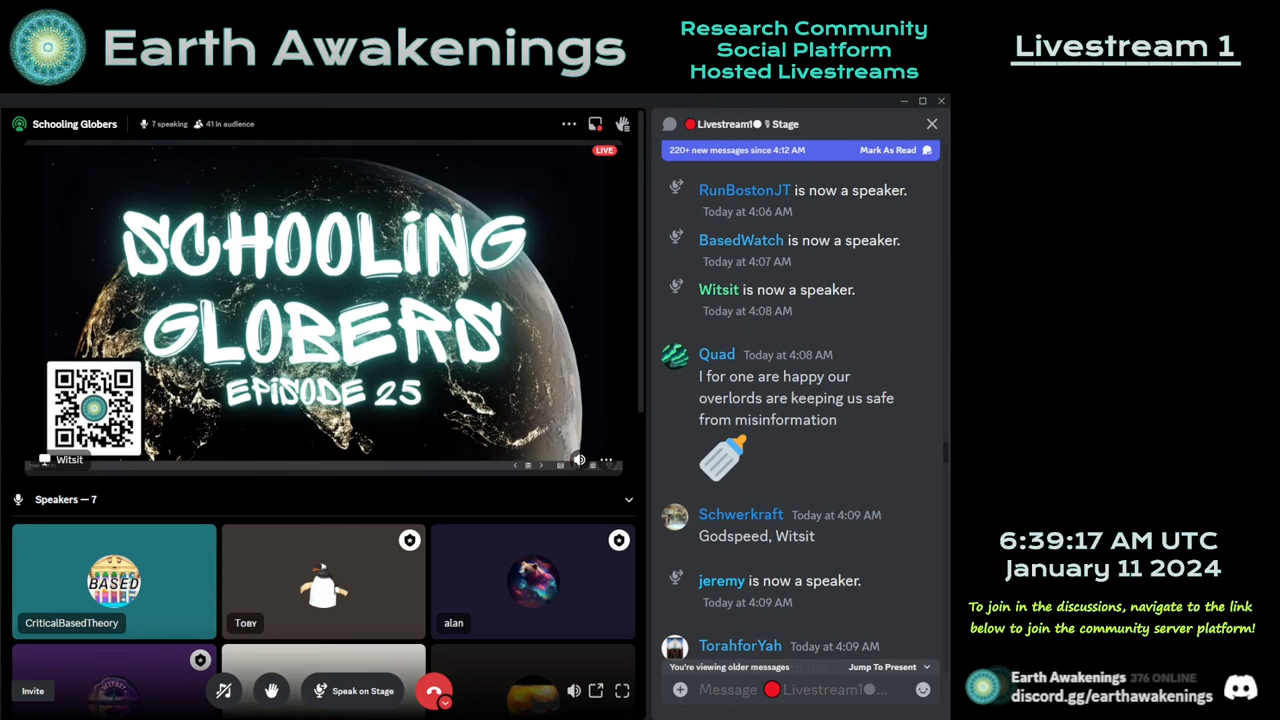 Earth Awakenings
Research Community
Social Platform
Hosted Livestreams
Livestream 1
Schooling Globers
7 speaking
41 in audience
LIVE
SCHOOLING
GLOBERS
EPISODE 25
Witsit
Speakers — 7
CriticalBasedTheory
Toby
alan
Invite
Speak on Stage
Livestream1 Stage
220+ new messages since 4:12 AM
Mark As Read
RunBostonJT is now a speaker.
Today at 4:06 AM
BasedWatch is now a speaker.
Today at 4:07 AM
Witsit is now a speaker.
Today at 4:08 AM
Quad Today at 4:08 AM
I for one are happy our
overlords are keeping us safe
from misinformation
Schwerkraft Today at 4:09 AM
Godspeed, Witsit
jeremy is now a speaker.
Today at 4:09 AM
TorahforYah Today at 4:09 AM
You're viewing older messages
Jump To Present
Message Livestream1...
6:39:17 AM UTC
January 11 2024
To join in the discussions, navigate to the link
below to join the community server platform!
Earth Awakenings 376 ONLINE
discord.gg/earthawakenings
BASED